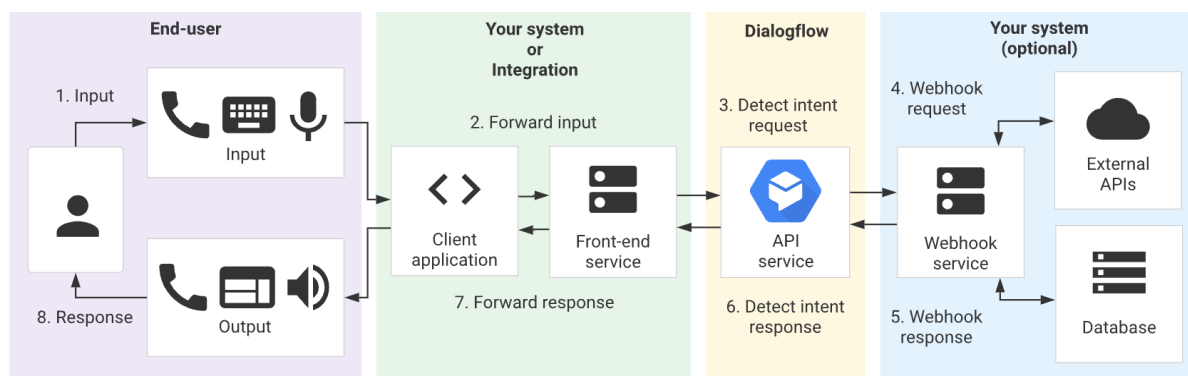 End-user
Your system
or
Integration
Dialogflow
Your system
(optional)
1. Input
Input
2. Forward input
3. Detect intent
request
4. Webhook
request
External
APIs
Client
application
Front-end
service
API
service
Webhook
service
8. Response
Output
7. Forward response
6. Detect intent
response
5. Webhook
response
Database